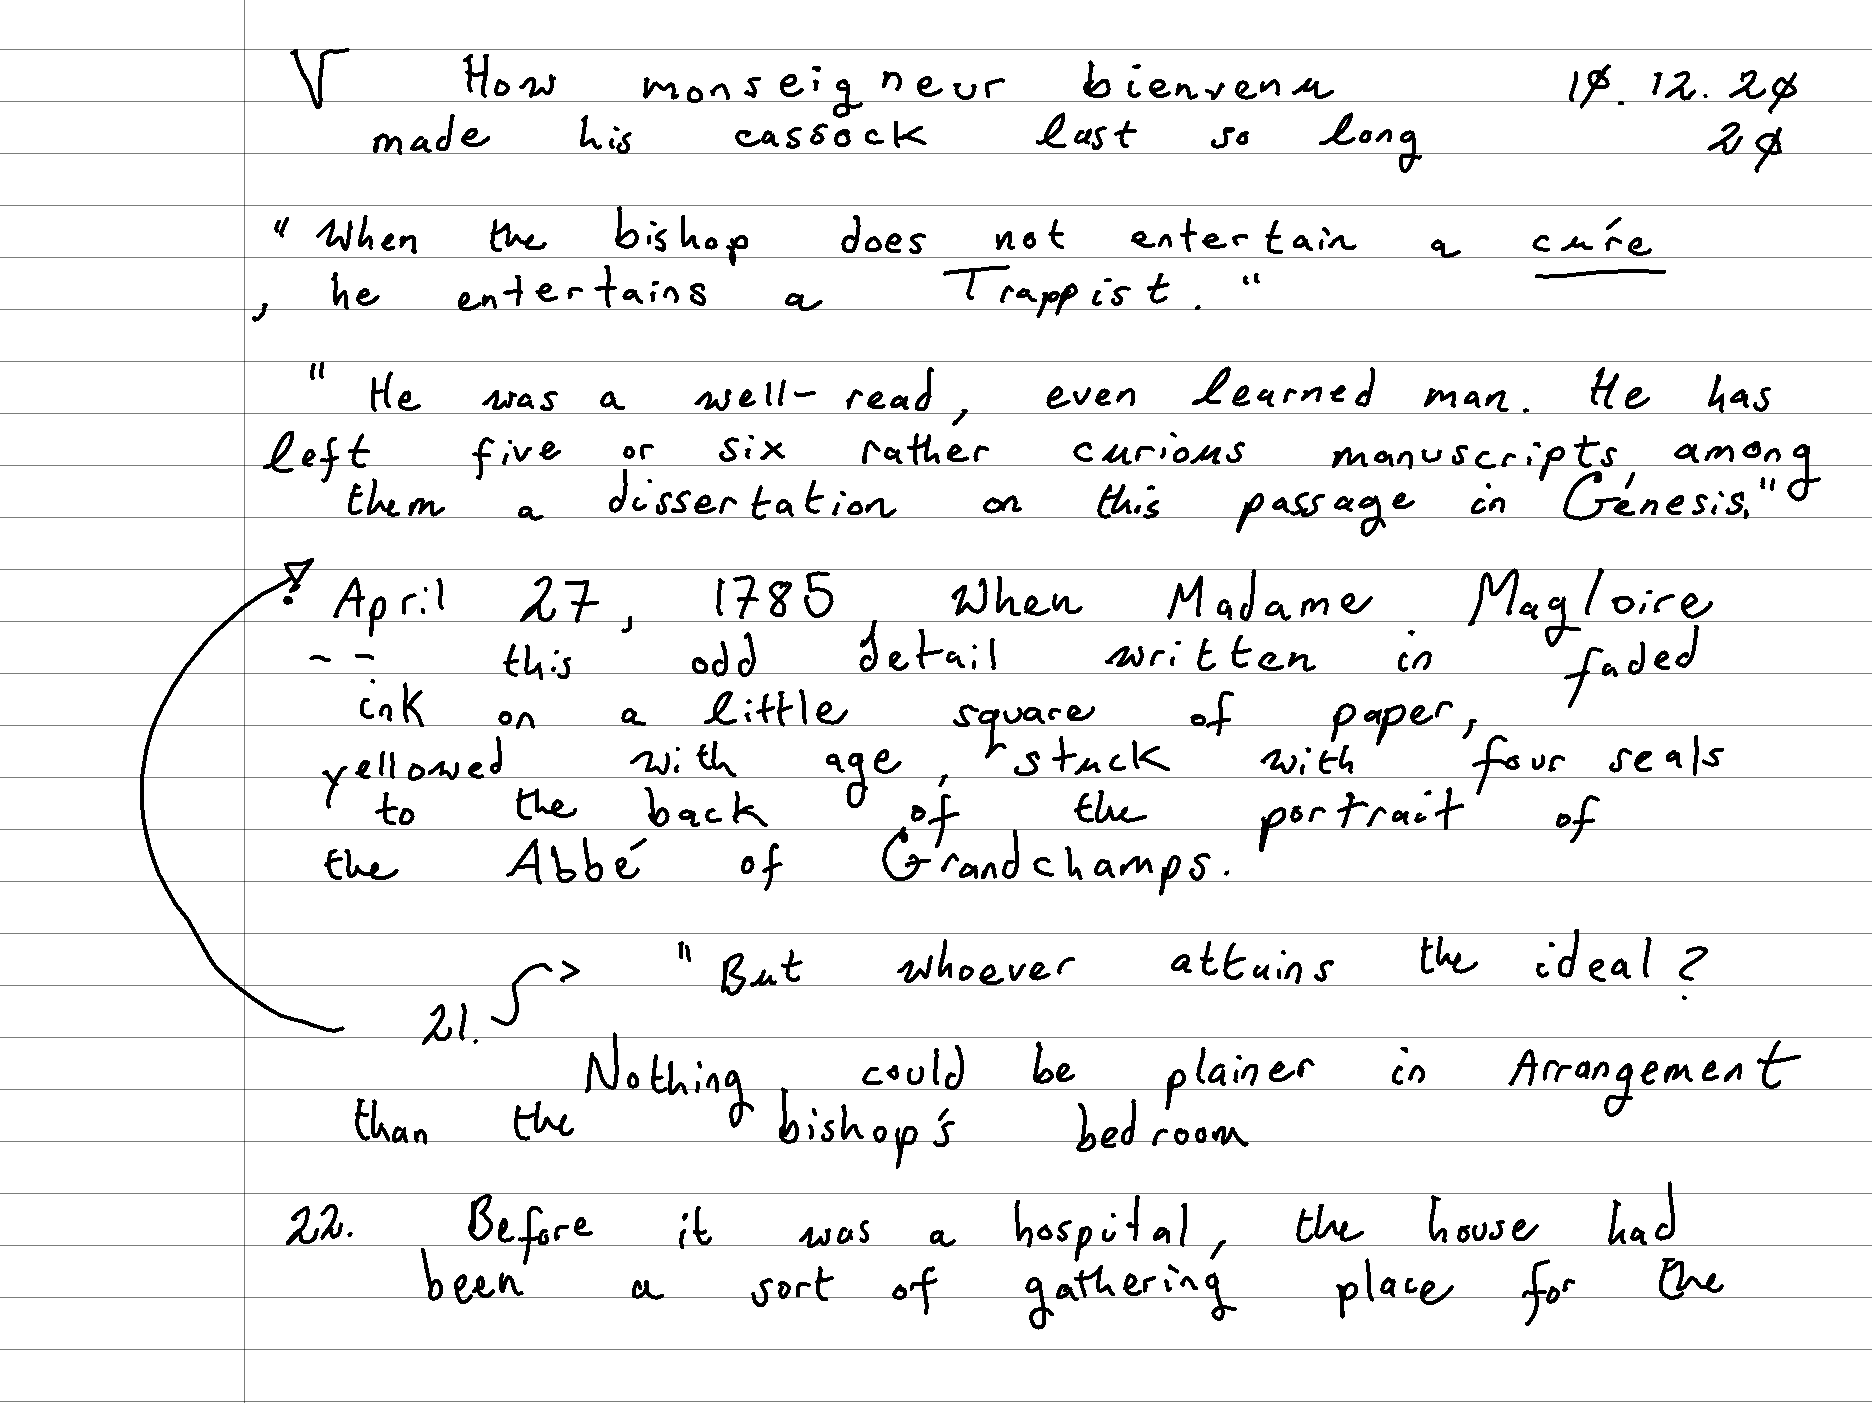 V How monseigneur bienvenu 10.12.20
made his cassock last so long 20
"When the bishop does not entertain a curé
, he entertains a Trappist."
"He was a well-read, even learned man. He has
left five or six rather curious manuscripts, among
them a dissertation on this passage in Génesis."
April 27, 1785, When Madame Magloire
-- this odd detail written in faded
ink on a little square of paper,
yellowed with age, stuck with four seals
to the back of the portrait of
the Abbé of Grandchamps.
"But whoever attains the ideal?
21.
Nothing could be plainer in Arrangement
than the bishop's bedroom
22. Before it was a hospital, the house had
been a sort of gathering place for the